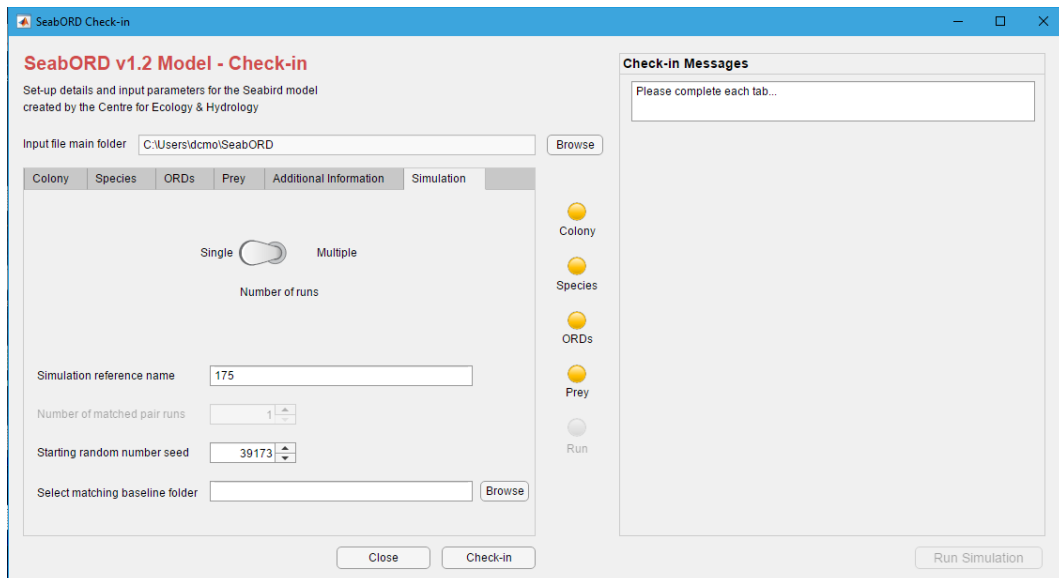 SeabORD Check-in
SeabORD v1.2 Model - Check-in
Set-up details and input parameters for the Seabird model
created by the Centre for Ecology & Hydrology
Input file main folder C:\Users\dcmo\SeabORD Browse
Colony Species ORDs Prey Additional Information Simulation
Single Multiple
Number of runs
Simulation reference name 175
Number of matched pair runs 1
Starting random number seed 39173
Select matching baseline folder Browse
Close Check-in
Colony
Species
ORDs
Prey
Run
Check-in Messages
Please complete each tab...
Run Simulation